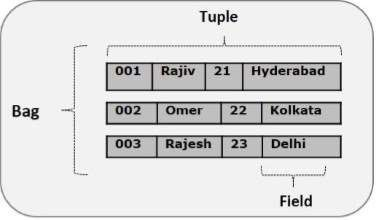 Tuple
001 Rajiv 21 Hyderabad
Bag
002 Omer 22 Kolkata
003 Rajesh 23 Delhi
Field